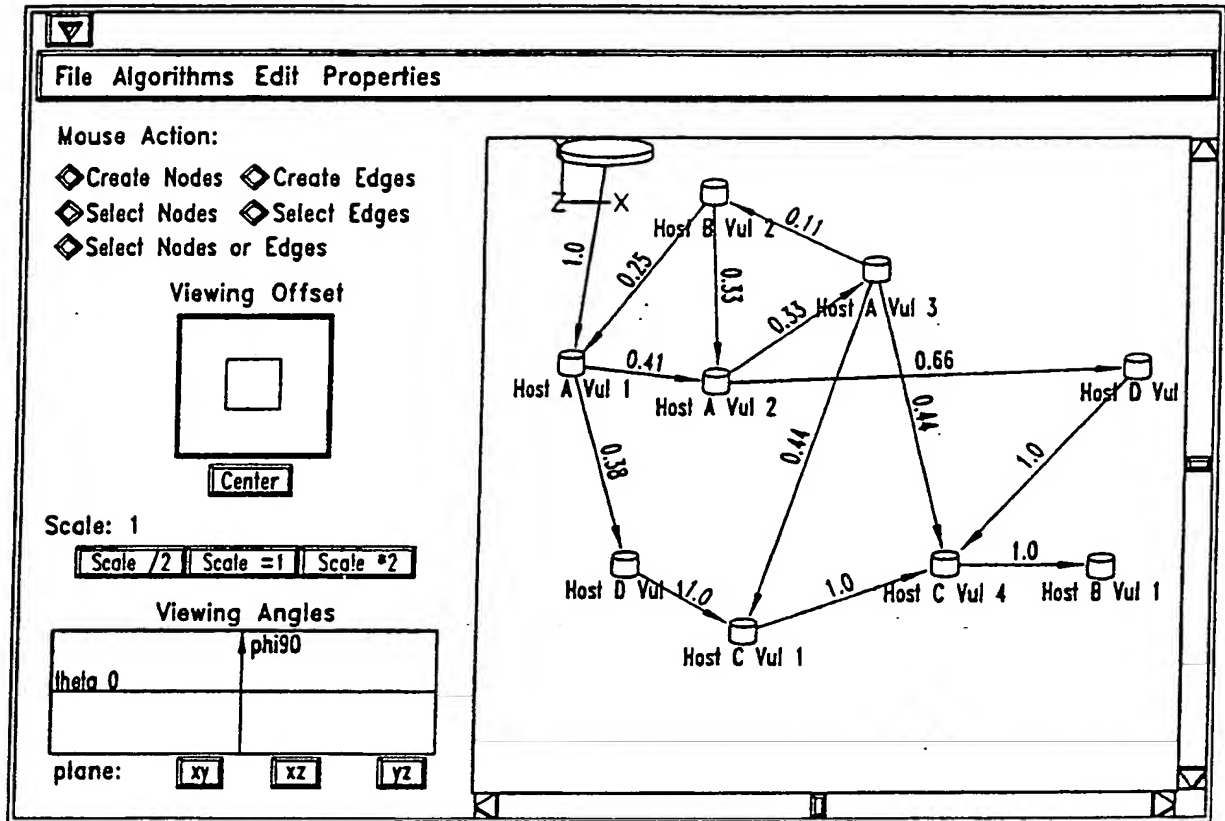 File Algorithms Edit Properties
Mouse Action:
Create Nodes Create Edges
Select Nodes Select Edges
Select Nodes or Edges
Viewing Offset
Center
Scale: 1
Scale /2 Scale =1 Scale *2
Viewing Angles
phi90
theta 0
plane: xy xz yz
Y
Z X
Host B Vul 2
0.11
1.0
0.25
0.33
0.33
Host A Vul 3
0.41
0.66
Host A Vul 1
Host A Vul 2
Host D Vul
0.38
0.44
0.44
1.0
Host D Vul 1
1.0
1.0
1.0
Host C Vul 4
Host B Vul 1
Host C Vul 1